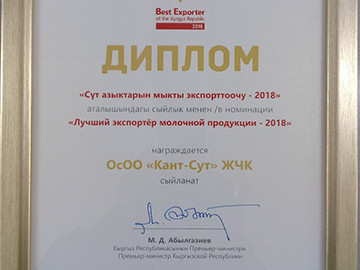 Best Exporter
of the Kyrgyz Republic
2018
ДИПЛОМ
«Сүт азыктарын мыкты экспорттоочу - 2018»
аталышындагы сыйлык менен /в номинации
«Лучший экспортёр молочной продукции - 2018»
награждается
ОсОО «Кант-Сут» ЖЧК
сыйланат
М. Д. Абылгазиев
Кыргыз Республикасынын Премьер-министри
Премьер-министр Кыргызской Республики